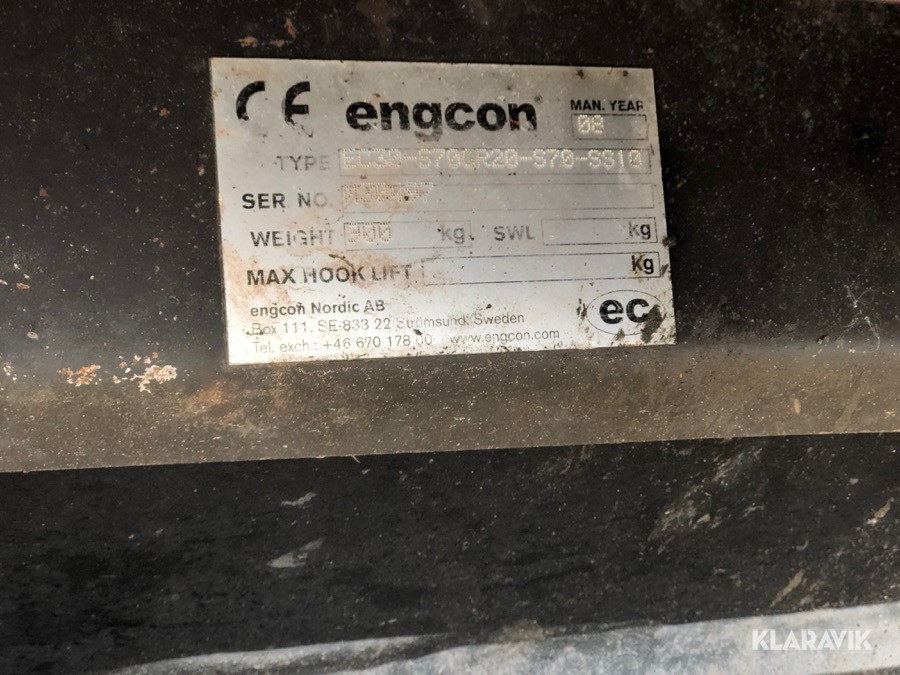 CE engcon MAN. YEAR
08
TYPE EC30-S70QR20-S70-SS10
SER NO.
WEIGHT kg SWL kg
MAX HOOK LIFT Kg
engcon Nordic AB
Box 111, SE-833 22 Strömsund, Sweden
Tel. exch.: +46 670 178 00 www.engcon.com
ec
KLARAVIK